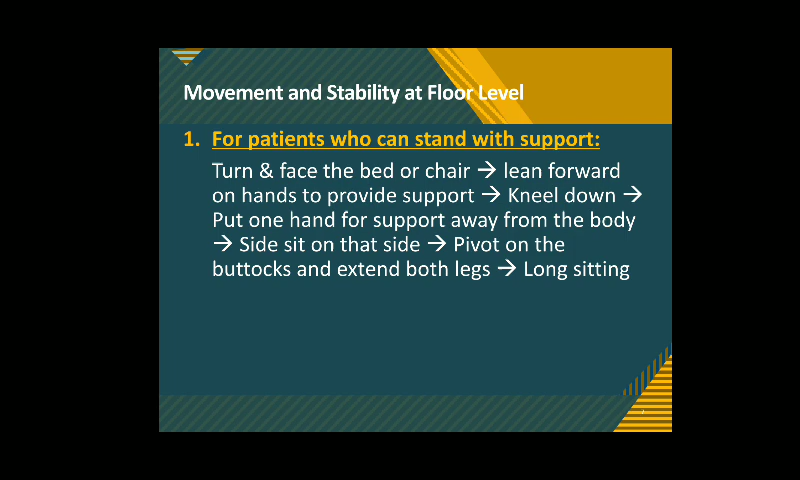 Movement and Stability at Floor Level
1. For patients who can stand with support:
Turn & face the bed or chair → lean forward
on hands to provide support → Kneel down →
Put one hand for support away from the body
→ Side sit on that side → Pivot on the
buttocks and extend both legs → Long sitting